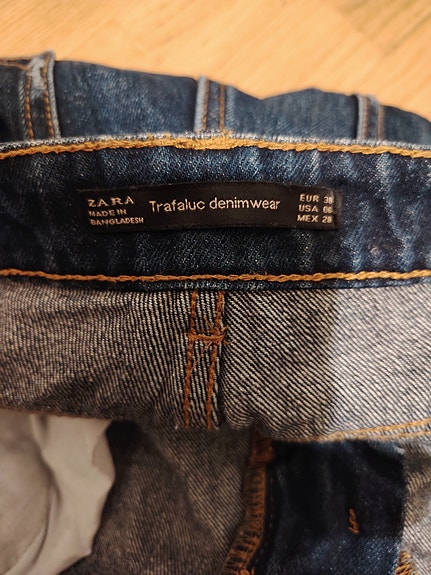 ZARA
MADE IN
BANGLADESH
Trafaluc denimwear
EUR 38
USA 06
MEX 28